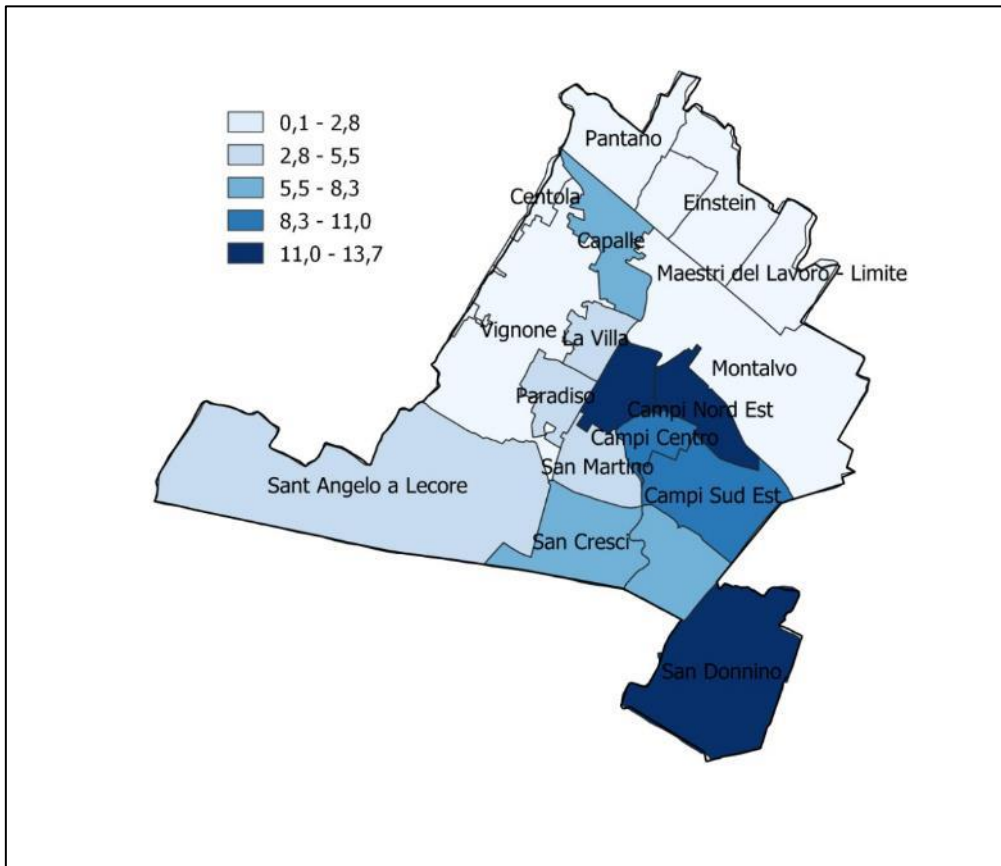 0,1 - 2,8
2,8 - 5,5
5,5 - 8,3
8,3 - 11,0
11,0 - 13,7
Pantano
Centola
Einstein
Capalle
Maestri del Lavoro - Limite
Vignone
La Villa
Montalvo
Paradiso
Campi Nord Est
Campi Centro
San Martino
Sant Angelo a Lecore
Campi Sud Est
San Cresci
San Donnino